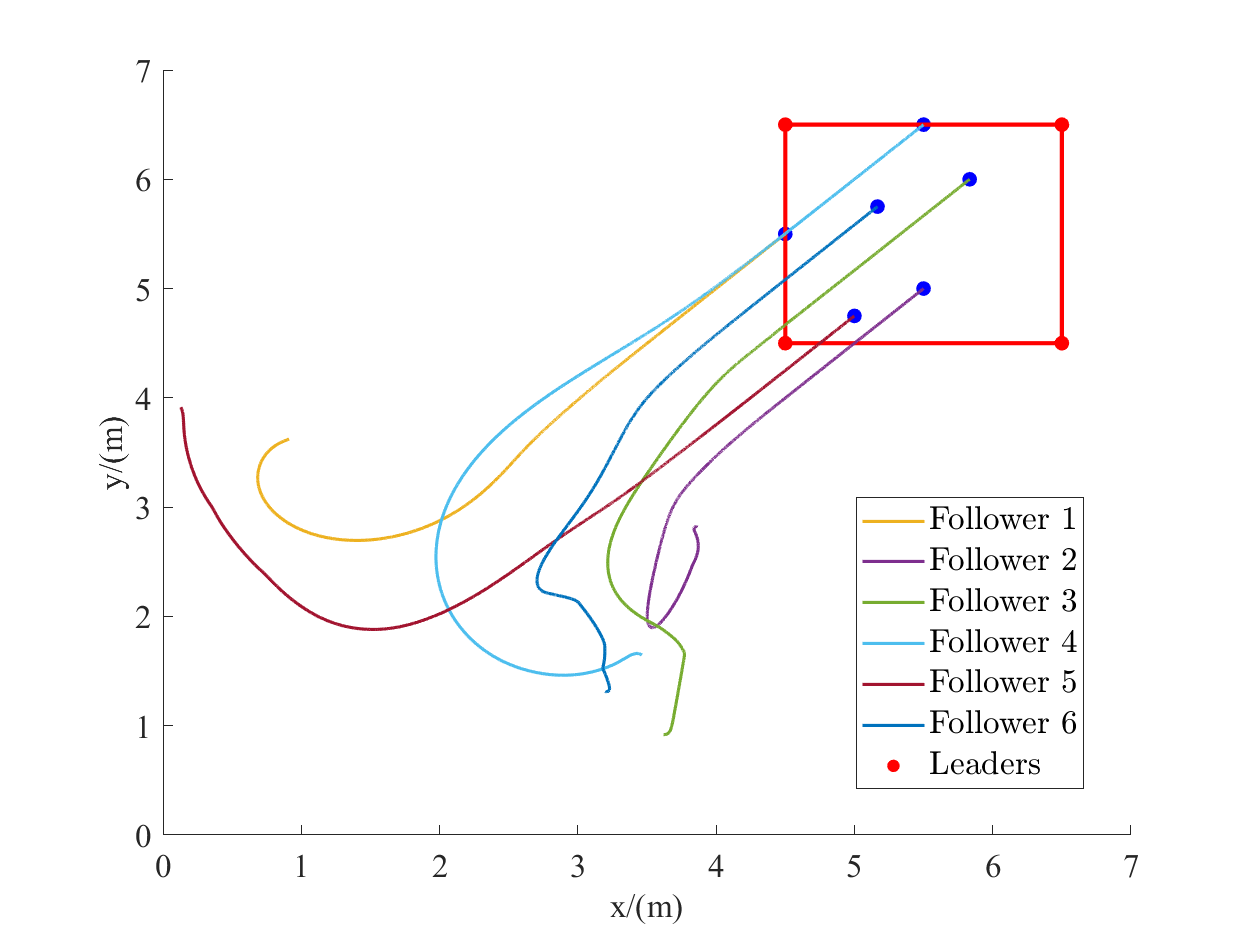 7
6
5
4
3
2
1
0
y/(m)
0 1 2 3 4 5 6 7
x/(m)
Follower 1
Follower 2
Follower 3
Follower 4
Follower 5
Follower 6
Leaders